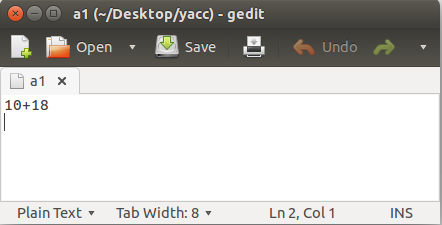 a1 (~/Desktop/yacc) - gedit
Open Save Undo
a1
10+18
Plain Text Tab Width: 8 Ln 2, Col 1 INS